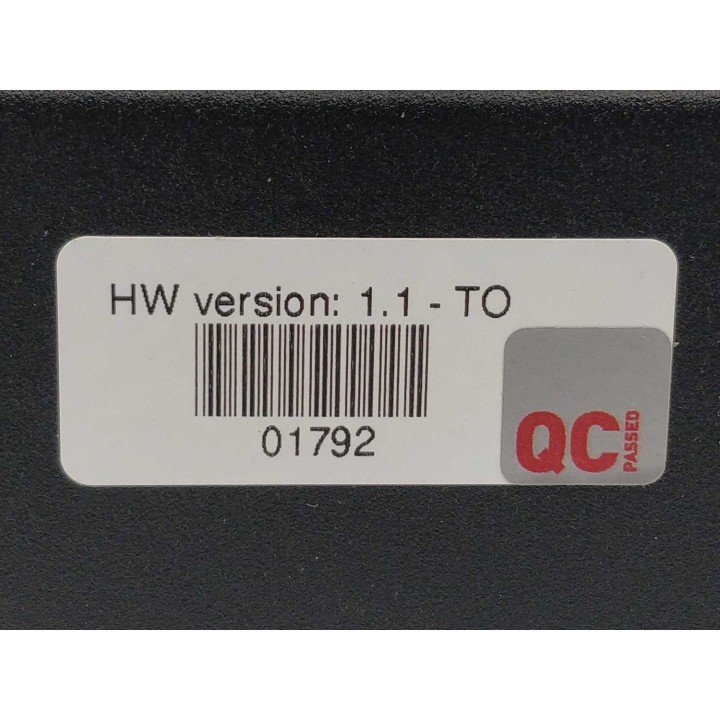 HW version: 1.1 - TO
01792
QC
PASSED